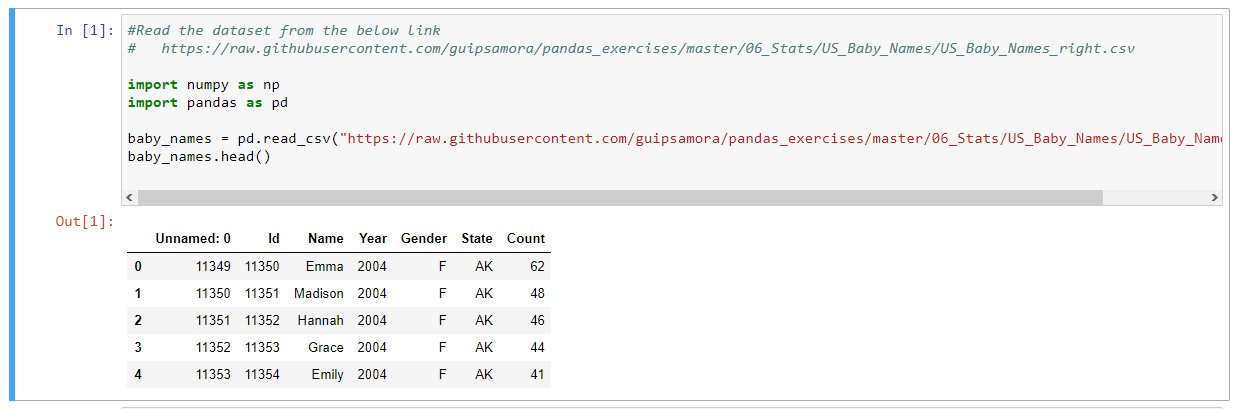 In [1]: #Read the dataset from the below link
#   https://raw.githubusercontent.com/guipsamora/pandas_exercises/master/06_Stats/US_Baby_Names/US_Baby_Names_right.csv
import numpy as np
import pandas as pd
baby_names = pd.read_csv("https://raw.githubusercontent.com/guipsamora/pandas_exercises/master/06_Stats/US_Baby_Names/US_Baby_Nam
baby_names.head()
Out[1]:
Unnamed: 0 Id Name Year Gender State Count
0 11349 11350 Emma 2004 F AK 62
1 11350 11351 Madison 2004 F AK 48
2 11351 11352 Hannah 2004 F AK 46
3 11352 11353 Grace 2004 F AK 44
4 11353 11354 Emily 2004 F AK 41